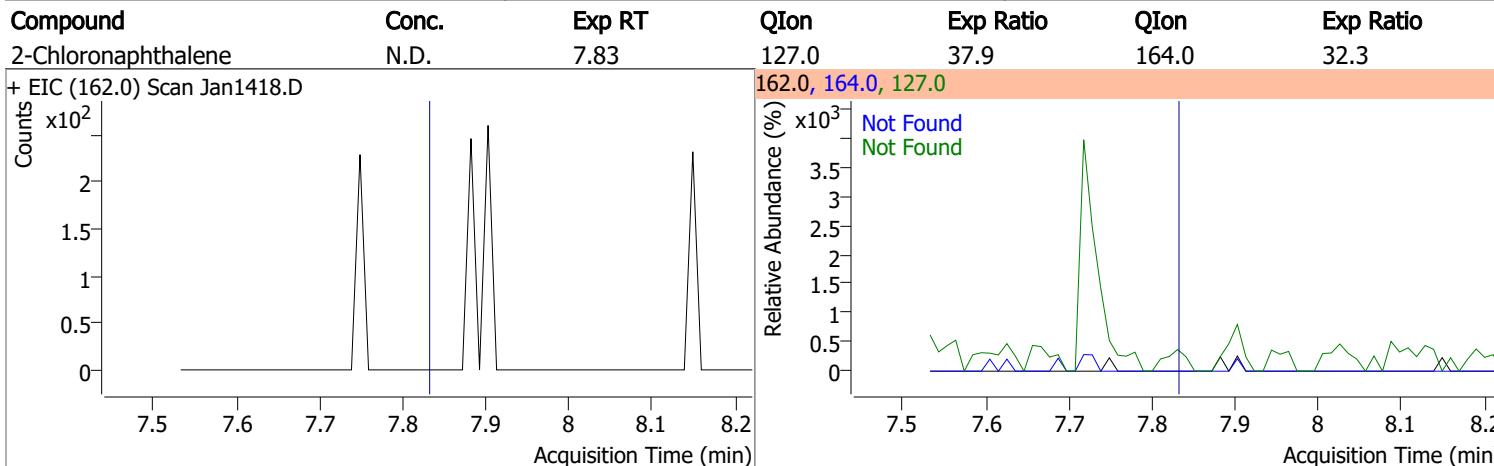 Compound Conc. Exp RT QIon Exp Ratio QIon Exp Ratio
2-Chloronaphthalene N.D. 7.83 127.0 37.9 164.0 32.3
+ EIC (162.0) Scan Jan1418.D
Counts
x10²
2
1.5
1
0.5
0
7.5 7.6 7.7 7.8 7.9 8 8.1 8.2
Acquisition Time (min)
162.0, 164.0, 127.0
Relative Abundance (%)
x10³
Not Found
Not Found
3.5
3
2.5
2
1.5
1
0.5
0
7.5 7.6 7.7 7.8 7.9 8 8.1 8.2
Acquisition Time (min